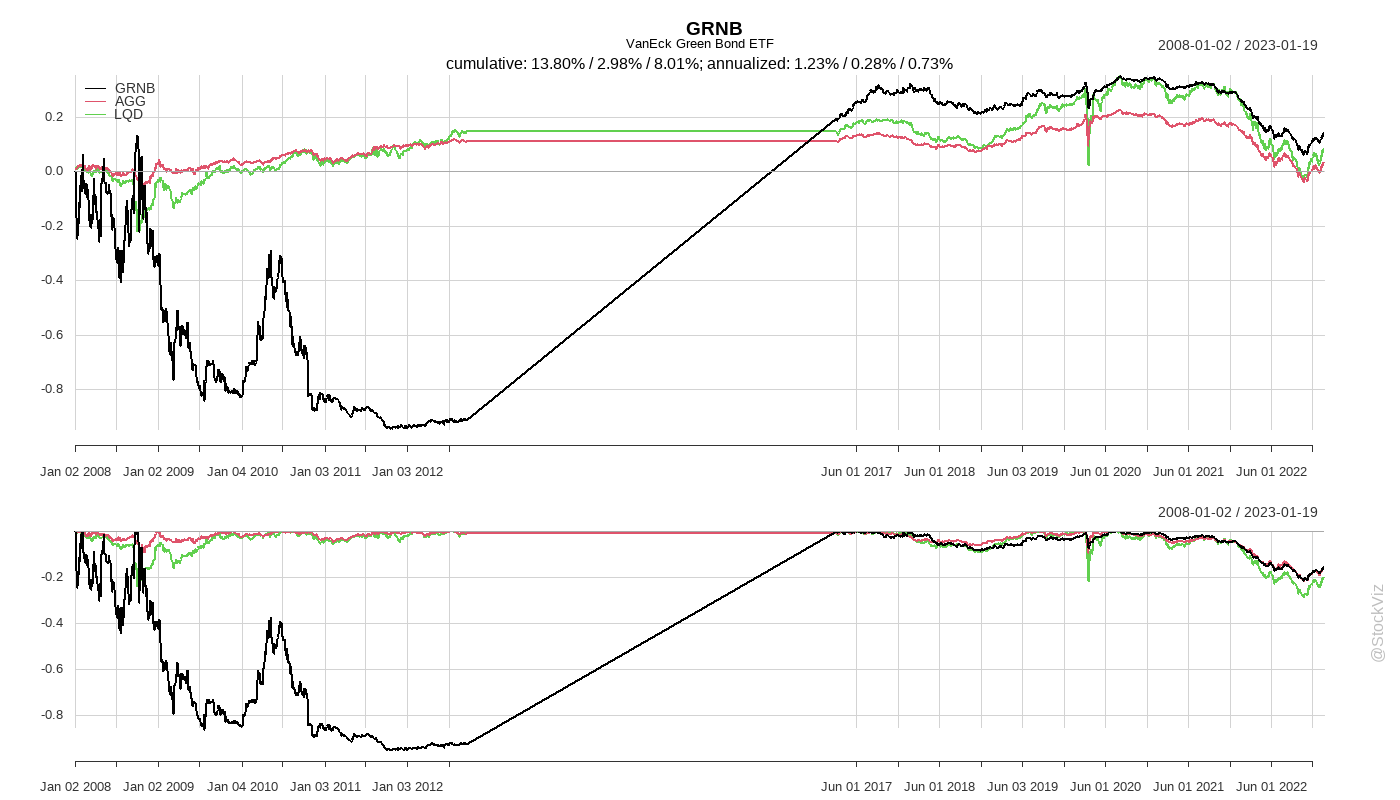 GRNB
VanEck Green Bond ETF
2008-01-02 / 2023-01-19
cumulative: 13.80% / 2.98% / 8.01%; annualized: 1.23% / 0.28% / 0.73%
GRNB
AGG
LQD
0.2
0.0
-0.2
-0.4
-0.6
-0.8
Jan 02 2008 Jan 02 2009 Jan 04 2010 Jan 03 2011 Jan 03 2012 Jun 01 2017 Jun 01 2018 Jun 03 2019 Jun 01 2020 Jun 01 2021 Jun 01 2022
2008-01-02 / 2023-01-19
-0.2
-0.4
-0.6
-0.8
Jan 02 2008 Jan 02 2009 Jan 04 2010 Jan 03 2011 Jan 03 2012 Jun 01 2017 Jun 01 2018 Jun 03 2019 Jun 01 2020 Jun 01 2021 Jun 01 2022
@StockViz